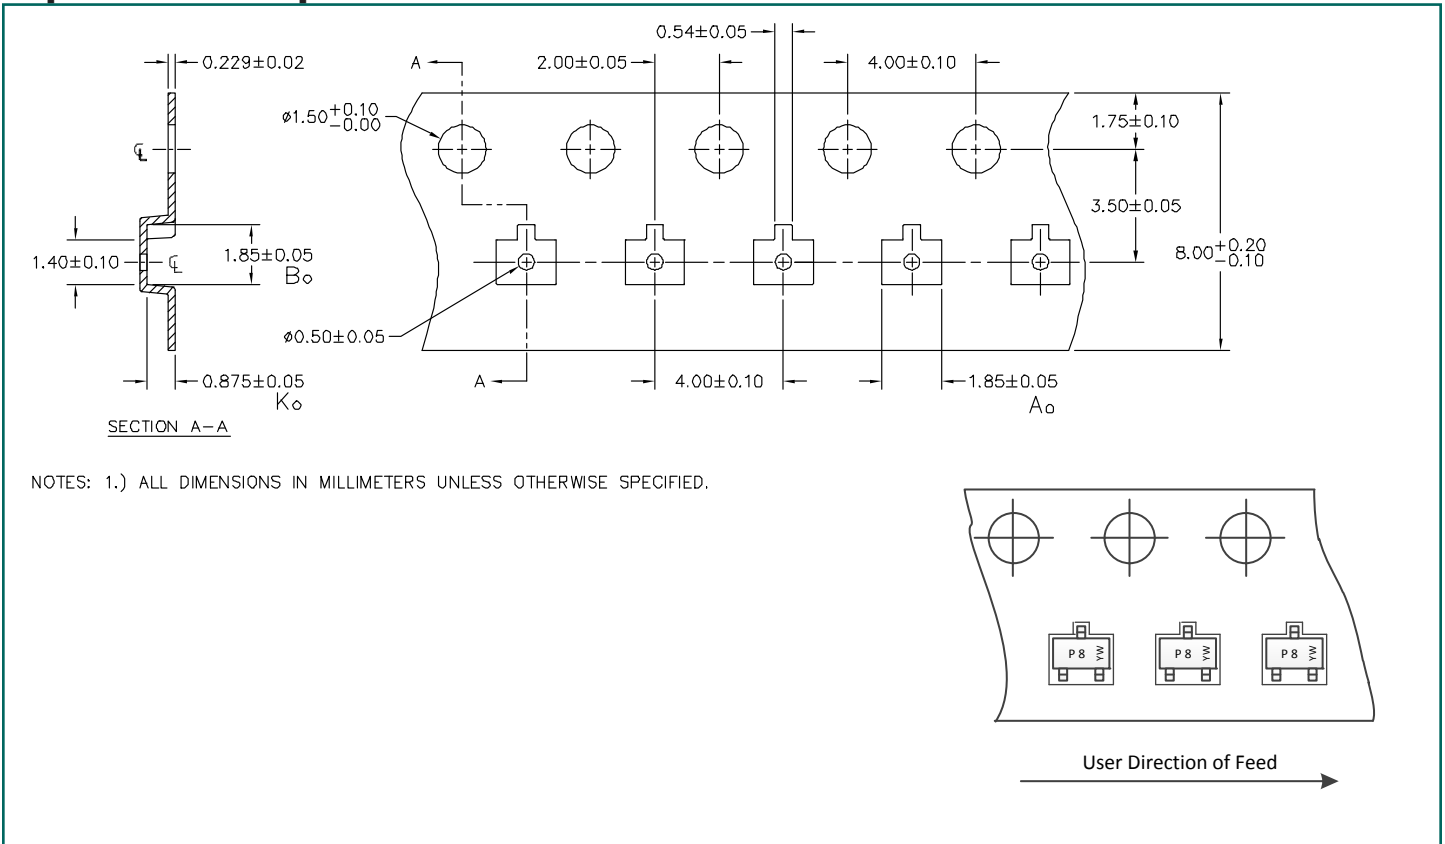 0.54±0.05
0.229±0.02
A
2.00±0.05
4.00±0.10
ø1.50+0.10
-0.00
1.75±0.10
℄
3.50±0.05
1.40±0.10
℄
1.85±0.05
Bo
8.00+0.20
-0.10
ø0.50±0.05
0.875±0.05
Ko
A
4.00±0.10
1.85±0.05
Ao
SECTION A-A
NOTES: 1.) ALL DIMENSIONS IN MILLIMETERS UNLESS OTHERWISE SPECIFIED.
P 8 YW
P 8 YW
P 8 YW
User Direction of Feed